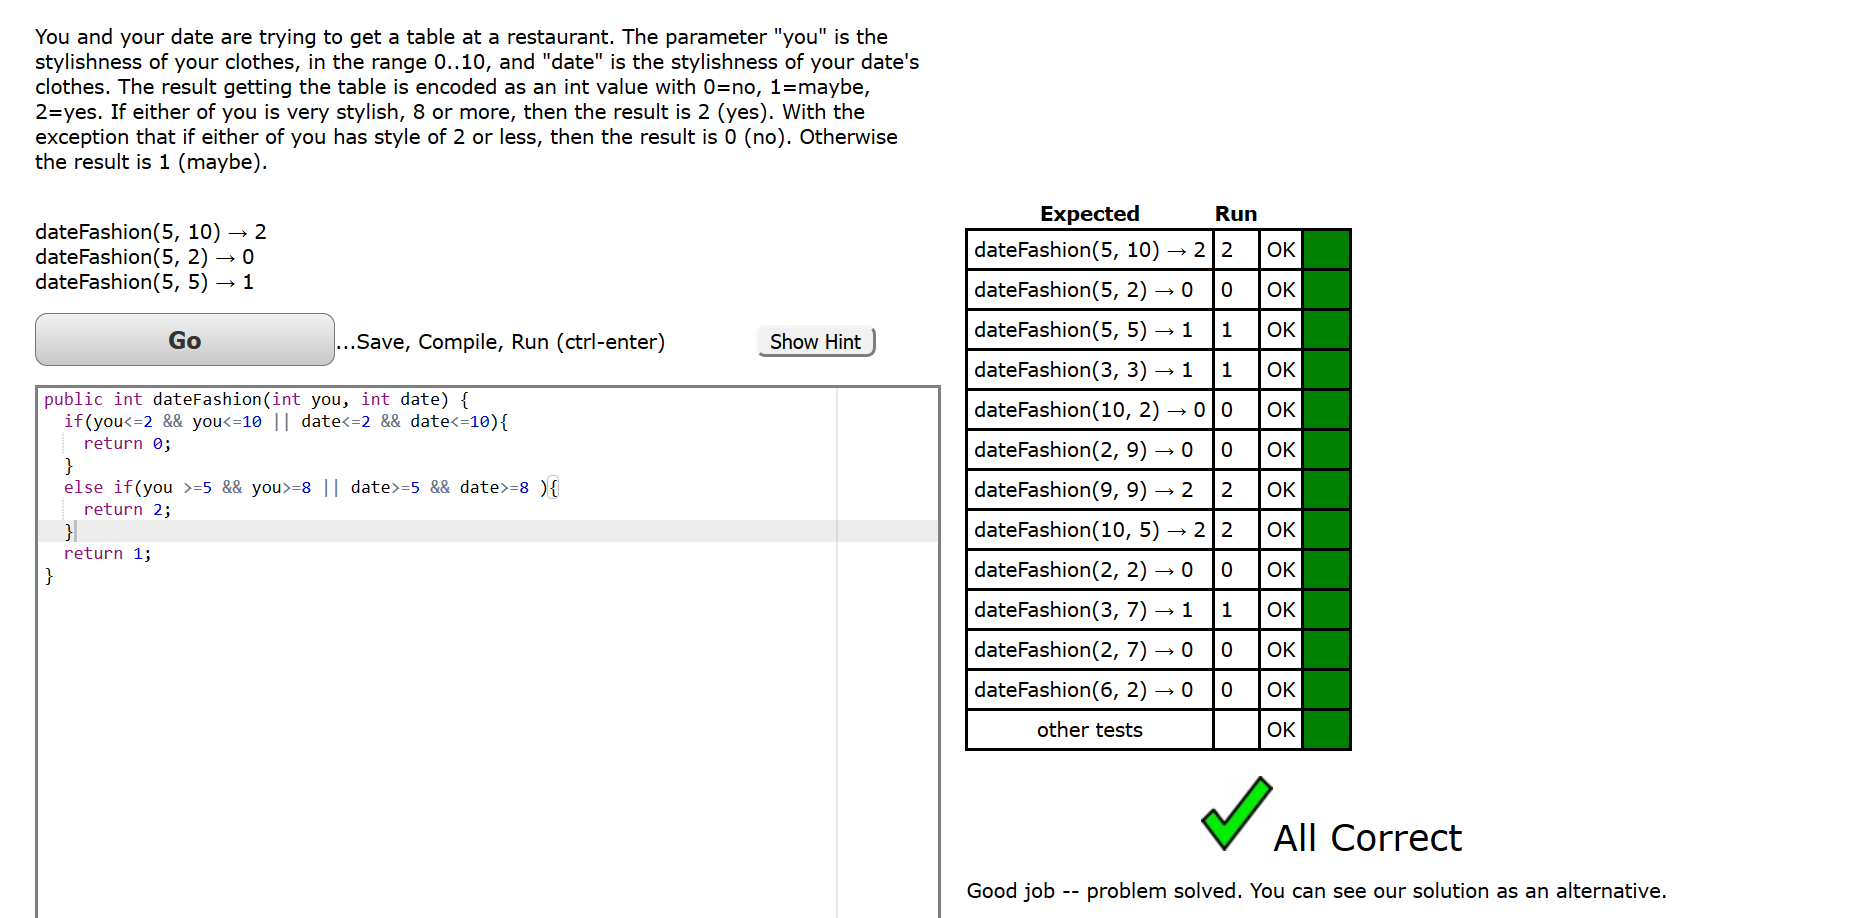 You and your date are trying to get a table at a restaurant. The parameter "you" is the
stylishness of your clothes, in the range 0..10, and "date" is the stylishness of your date's
clothes. The result getting the table is encoded as an int value with 0=no, 1=maybe,
2=yes. If either of you is very stylish, 8 or more, then the result is 2 (yes). With the
exception that if either of you has style of 2 or less, then the result is 0 (no). Otherwise
the result is 1 (maybe).
dateFashion(5, 10) → 2
dateFashion(5, 2) → 0
dateFashion(5, 5) → 1
Go ...Save, Compile, Run (ctrl-enter) Show Hint
public int dateFashion(int you, int date) {
  if(you<=2 && you<=10 || date<=2 && date<=10){
    return 0;
  }
  else if(you >=5 && you>=8 || date>=5 && date>=8 ){
    return 2;
  }
  return 1;
}
Expected Run
dateFashion(5, 10) → 2 2 OK
dateFashion(5, 2) → 0 0 OK
dateFashion(5, 5) → 1 1 OK
dateFashion(3, 3) → 1 1 OK
dateFashion(10, 2) → 0 0 OK
dateFashion(2, 9) → 0 0 OK
dateFashion(9, 9) → 2 2 OK
dateFashion(10, 5) → 2 2 OK
dateFashion(2, 2) → 0 0 OK
dateFashion(3, 7) → 1 1 OK
dateFashion(2, 7) → 0 0 OK
dateFashion(6, 2) → 0 0 OK
other tests OK
All Correct
Good job -- problem solved. You can see our solution as an alternative.